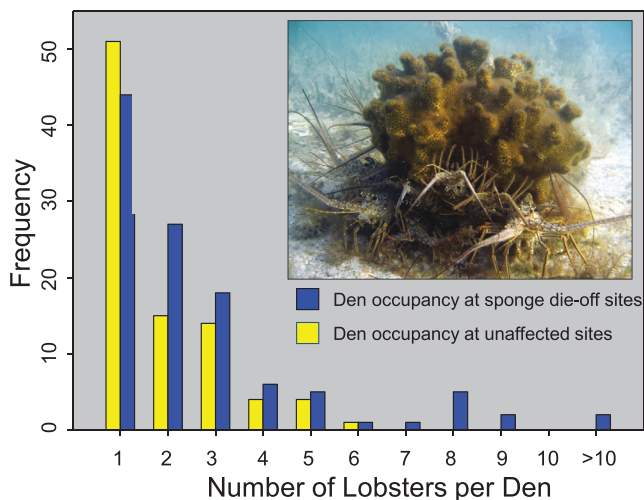 50
40
30
20
10
0
Frequency
Den occupancy at sponge die-off sites
Den occupancy at unaffected sites
1 2 3 4 5 6 7 8 9 10 >10
Number of Lobsters per Den